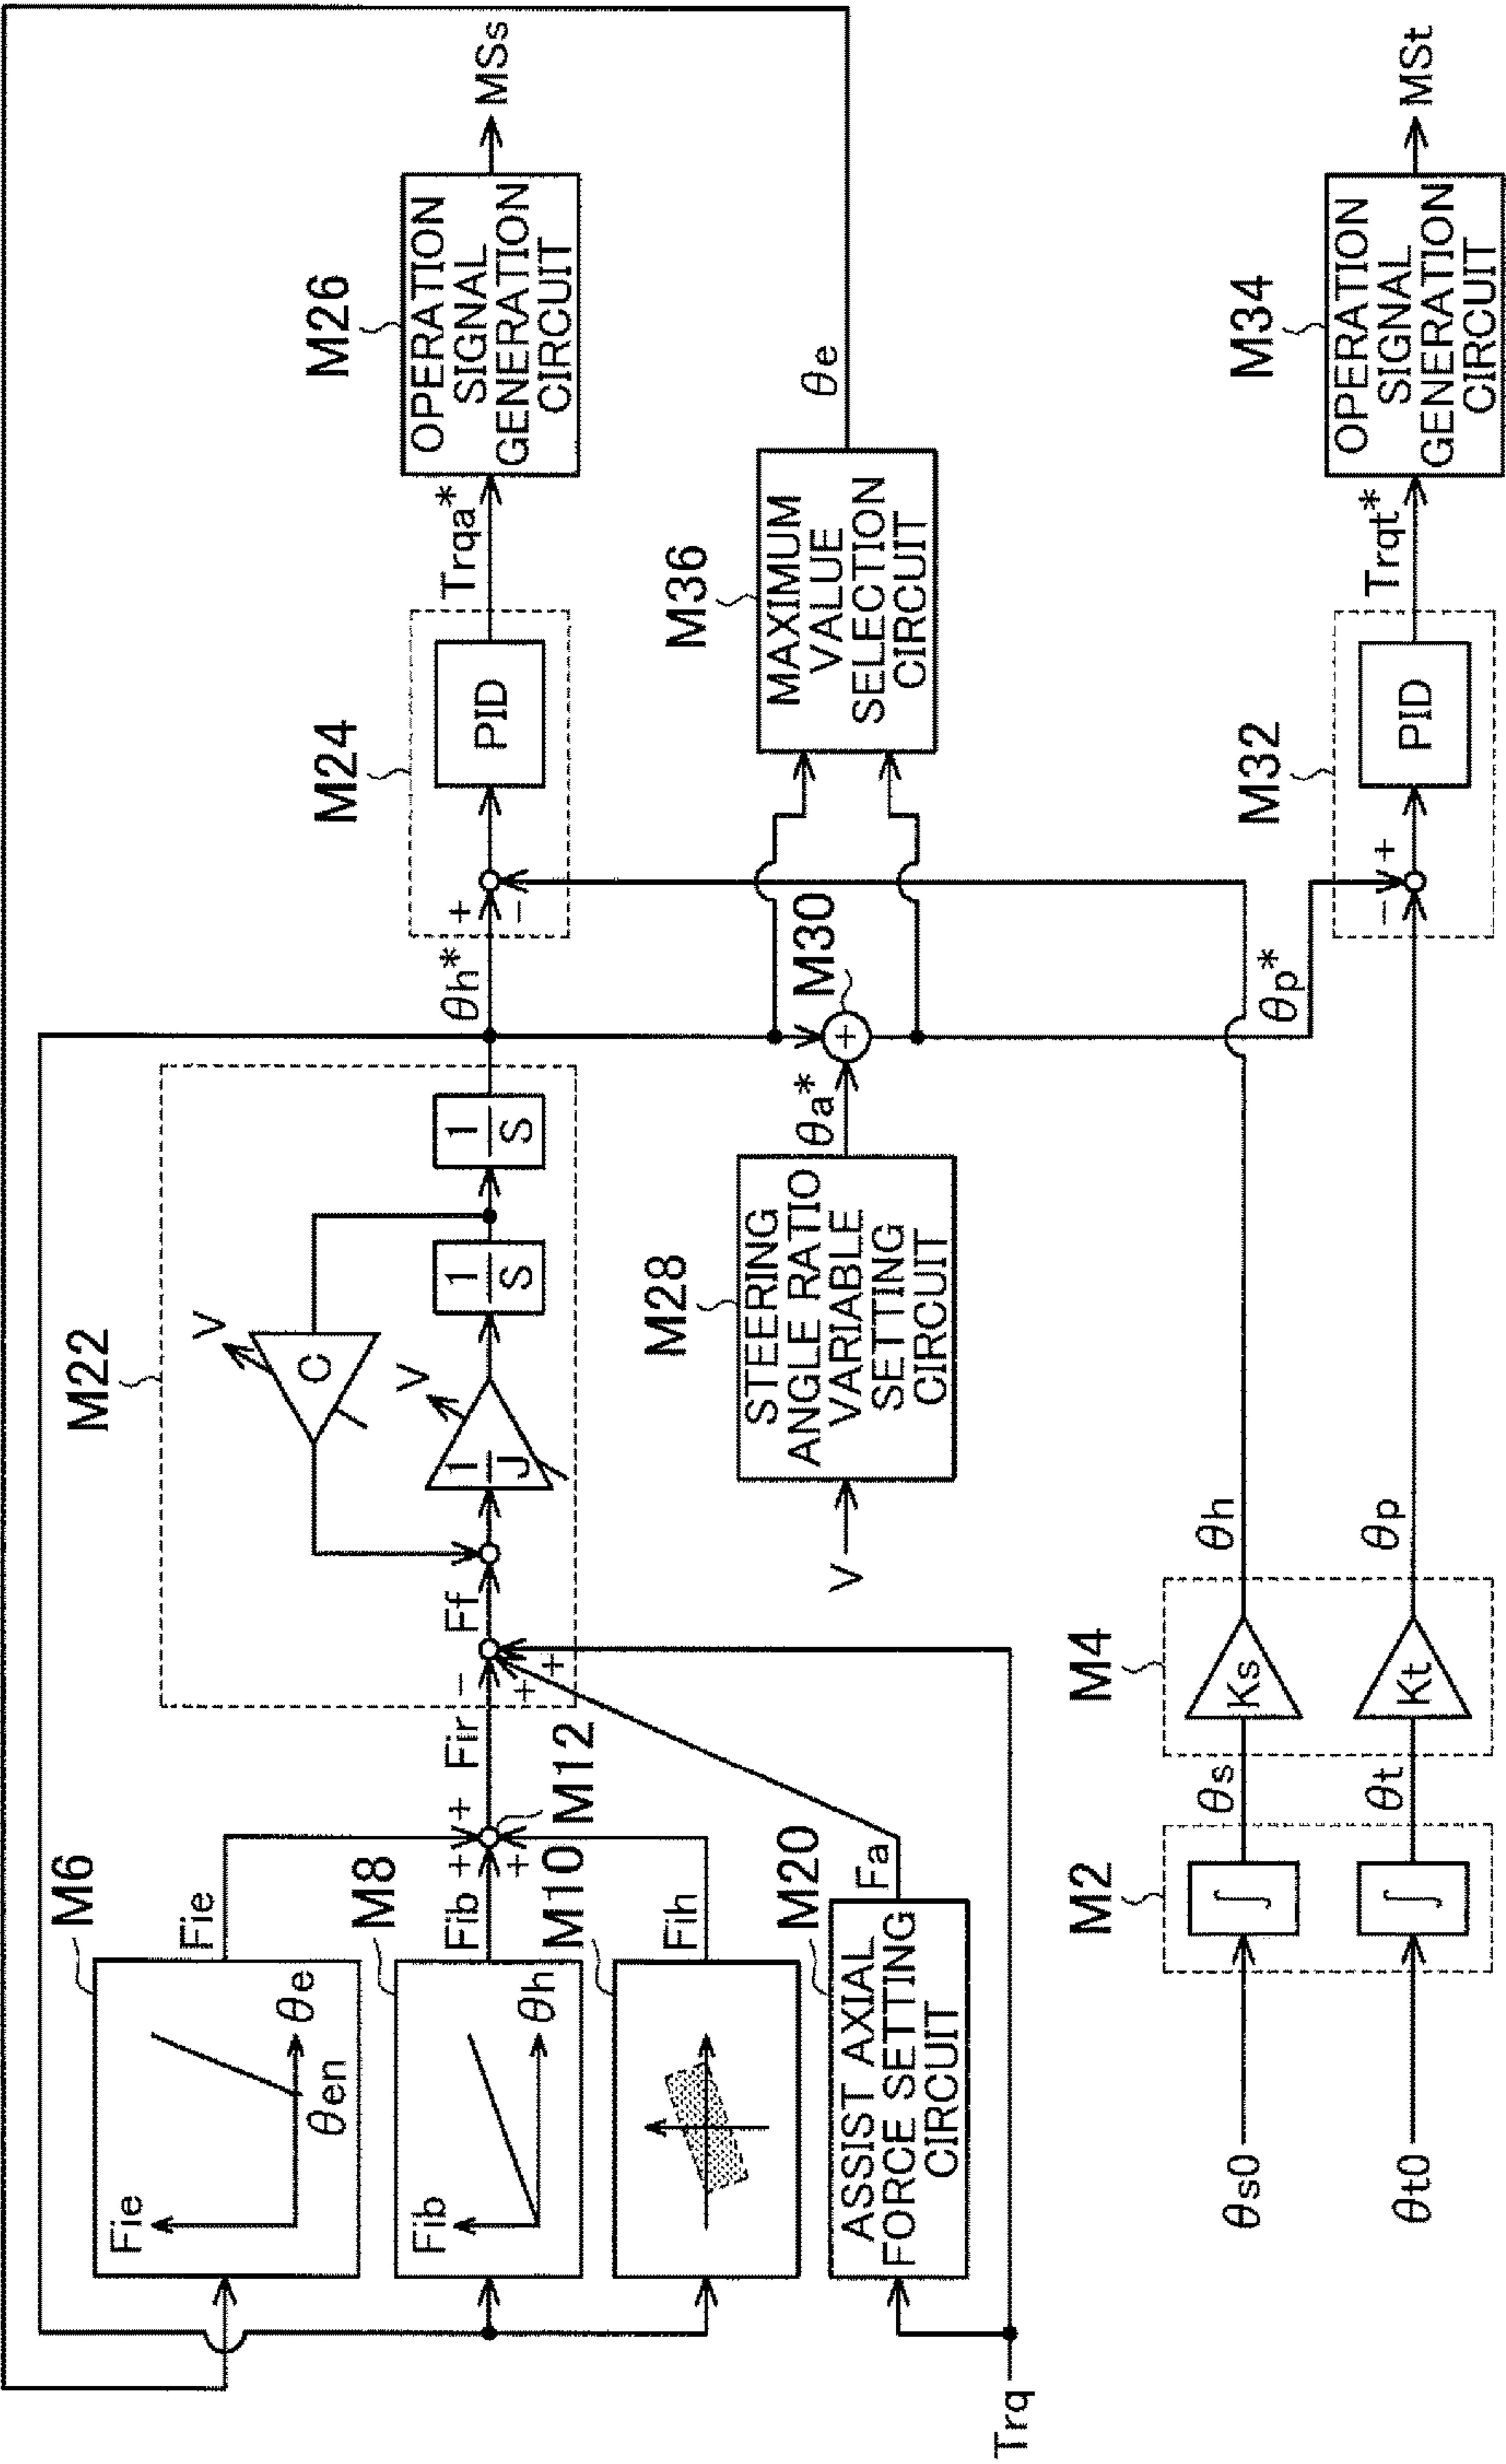 M6
Fie
θe
θen
Fie
M8
Fib
θh
Fib
M10
Fih
M12
+
+
+
Fir
M20
ASSIST AXIAL
FORCE SETTING
CIRCUIT
Fa
Trq
M22
-
+
+
Ff
1
J
V
C
V
1
S
1
S
θh*
M24
+
-
PID
Trqa*
M26
OPERATION
SIGNAL
GENERATION
CIRCUIT
MSs
V
M28
STEERING
ANGLE RATIO
VARIABLE
SETTING
CIRCUIT
θa*
M30
+
M36
MAXIMUM
VALUE
SELECTION
CIRCUIT
θe
θs0
θt0
M2
∫
∫
θs
θt
M4
Ks
Kt
θh
θp
θp*
M32
-
+
PID
Trqt*
M34
OPERATION
SIGNAL
GENERATION
CIRCUIT
MSt